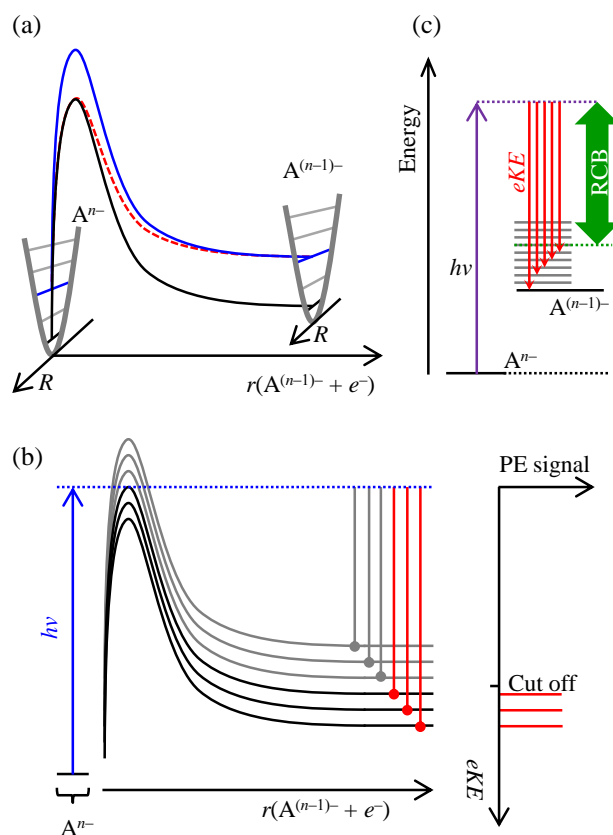 (a)
(c)
A^{n−}
A^{(n−1)−}
R
R
r(A^{(n−1)−} + e^{−})
Energy
eKE
RCB
hν
A^{(n−1)−}
A^{n−}
(b)
PE signal
hν
Cut off
eKE
r(A^{(n−1)−} + e^{−})
A^{n−}